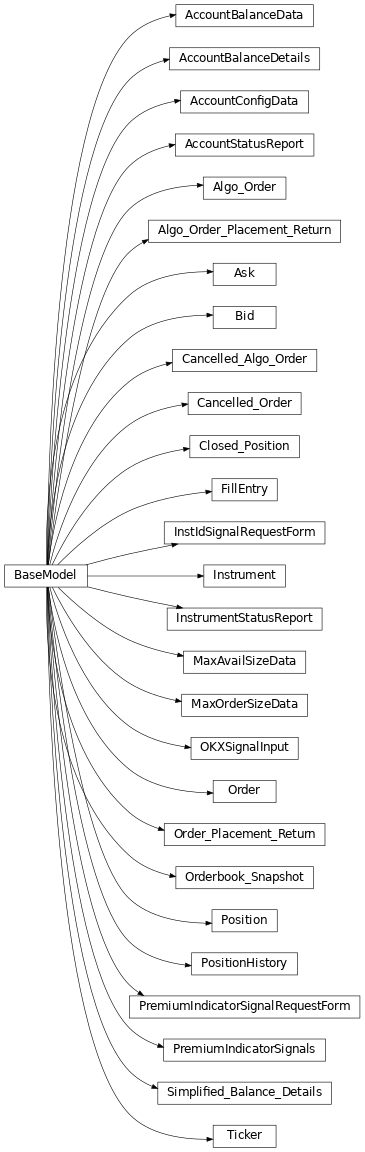 AccountBalanceData
AccountBalanceDetails
AccountConfigData
AccountStatusReport
Algo_Order
Algo_Order_Placement_Return
Ask
Bid
Cancelled_Algo_Order
Cancelled_Order
Closed_Position
FillEntry
InstIdSignalRequestForm
BaseModel
Instrument
InstrumentStatusReport
MaxAvailSizeData
MaxOrderSizeData
OKXSignalInput
Order
Order_Placement_Return
Orderbook_Snapshot
Position
PositionHistory
PremiumIndicatorSignalRequestForm
PremiumIndicatorSignals
Simplified_Balance_Details
Ticker